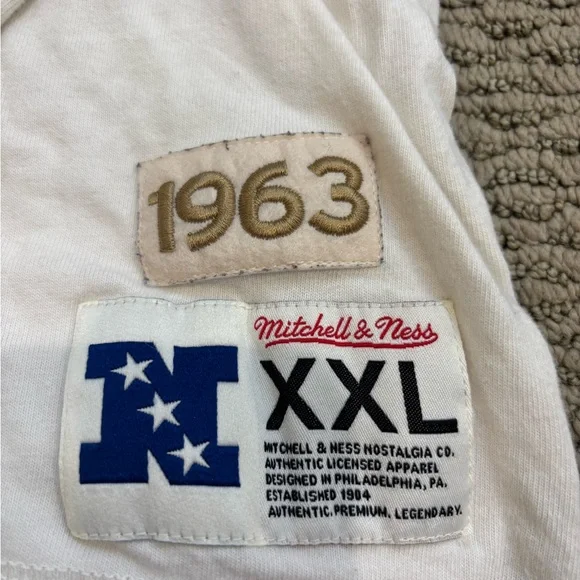 1963
Mitchell & Ness
N
XXL
MITCHELL & NESS NOSTALGIA CO.
AUTHENTIC LICENSED APPAREL
DESIGNED IN PHILADELPHIA, PA.
ESTABLISHED 1904
AUTHENTIC. PREMIUM. LEGENDARY.